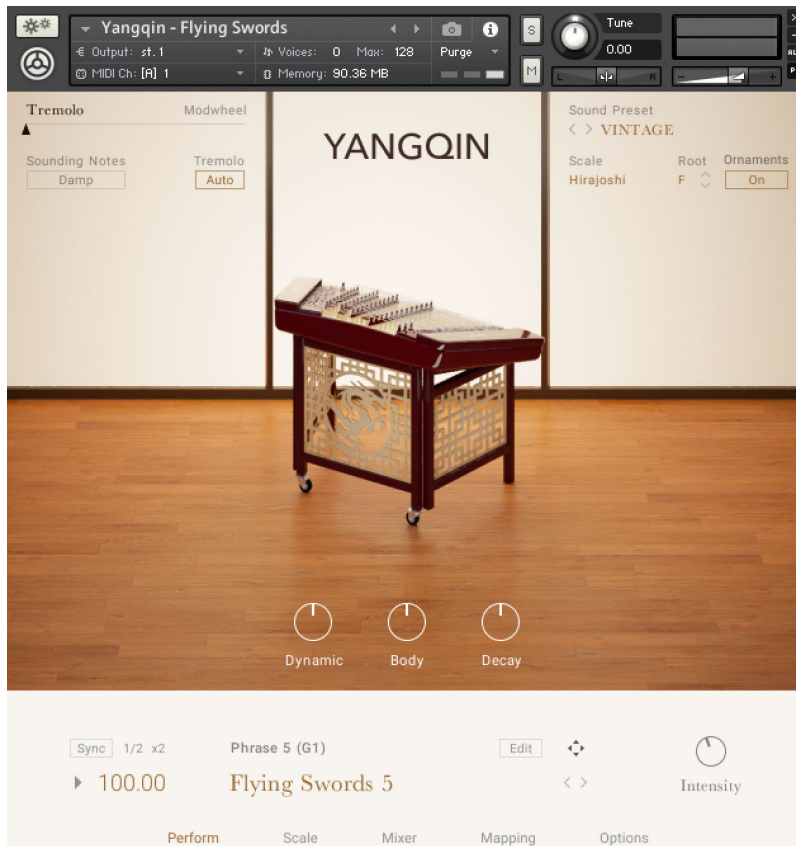 Yangqin - Flying Swords
Output: st.1
Voices: 0 Max: 128
Purge
MIDI Ch: [A] 1
Memory: 90.36 MB
S
M
Tune
0.00
L
R
Tremolo
Modwheel
Sounding Notes
Tremolo
Damp
Auto
YANGQIN
Sound Preset
< > VINTAGE
Scale
Root
Ornaments
Hirajoshi
F
On
Dynamic
Body
Decay
Sync 1/2 x2
Phrase 5 (G1)
Edit
100.00
Flying Swords 5
< >
Intensity
Perform
Scale
Mixer
Mapping
Options